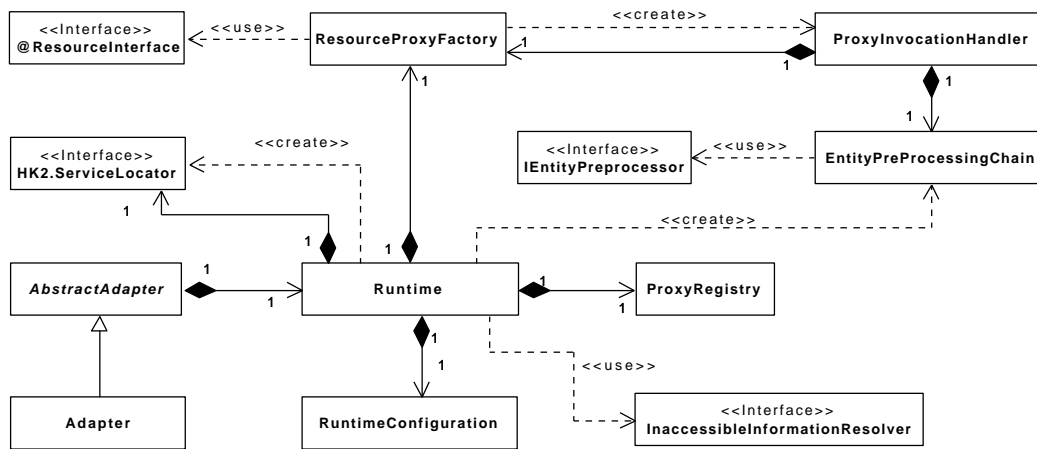 <<Interface>>
@ResourceInterface
<<use>>
ResourceProxyFactory
<<create>>
ProxyInvocationHandler
1
1
1
1
1
<<Interface>>
HK2.ServiceLocator
<<create>>
<<Interface>>
IEntityPreprocessor
<<use>>
EntityPreProcessingChain
1
1
1
<<create>>
AbstractAdapter
1
1
Runtime
1
1
ProxyRegistry
1
1
<<use>>
Adapter
RuntimeConfiguration
<<Interface>>
InaccessibleInformationResolver